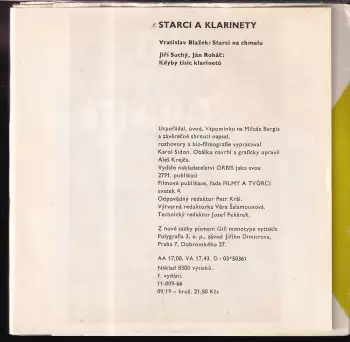 STARCI A KLARINETY
Vratislav Blažek: Starci na chmelu
Jiří Suchý, Ján Roháč:
Kdyby tisíc klarinetů
Uspořádal, úvod, Vzpomínku na Miloše Bergla
a závěrečné shrnutí napsal,
rozhovory a bio-filmografie vypracoval
Karol Sidon. Obálku navrhl a graficky upravil
Aleš Krejča.
Vydalo nakladatelství ORBIS jako svou
2791. publikaci
Filmové publikace, řada FILMY A TVŮRCI
svazek 4.
Odpovědný redaktor Petr Král.
Výtvarná redaktorka Věra Šalamounová.
Technický redaktor Josef Pekárek.
Z nové sazby písmem Gill monotype vytiskla
Polygrafia 3, n. p., závod Jiřího Dimitrova,
Praha 7, Dobrovského 27.
AA 17,00. VA 17,43. D - 03*50361
Náklad 8500 výtisků.
1. vydání.
11-009-66
09/19 – brož. 21,50 Kčs